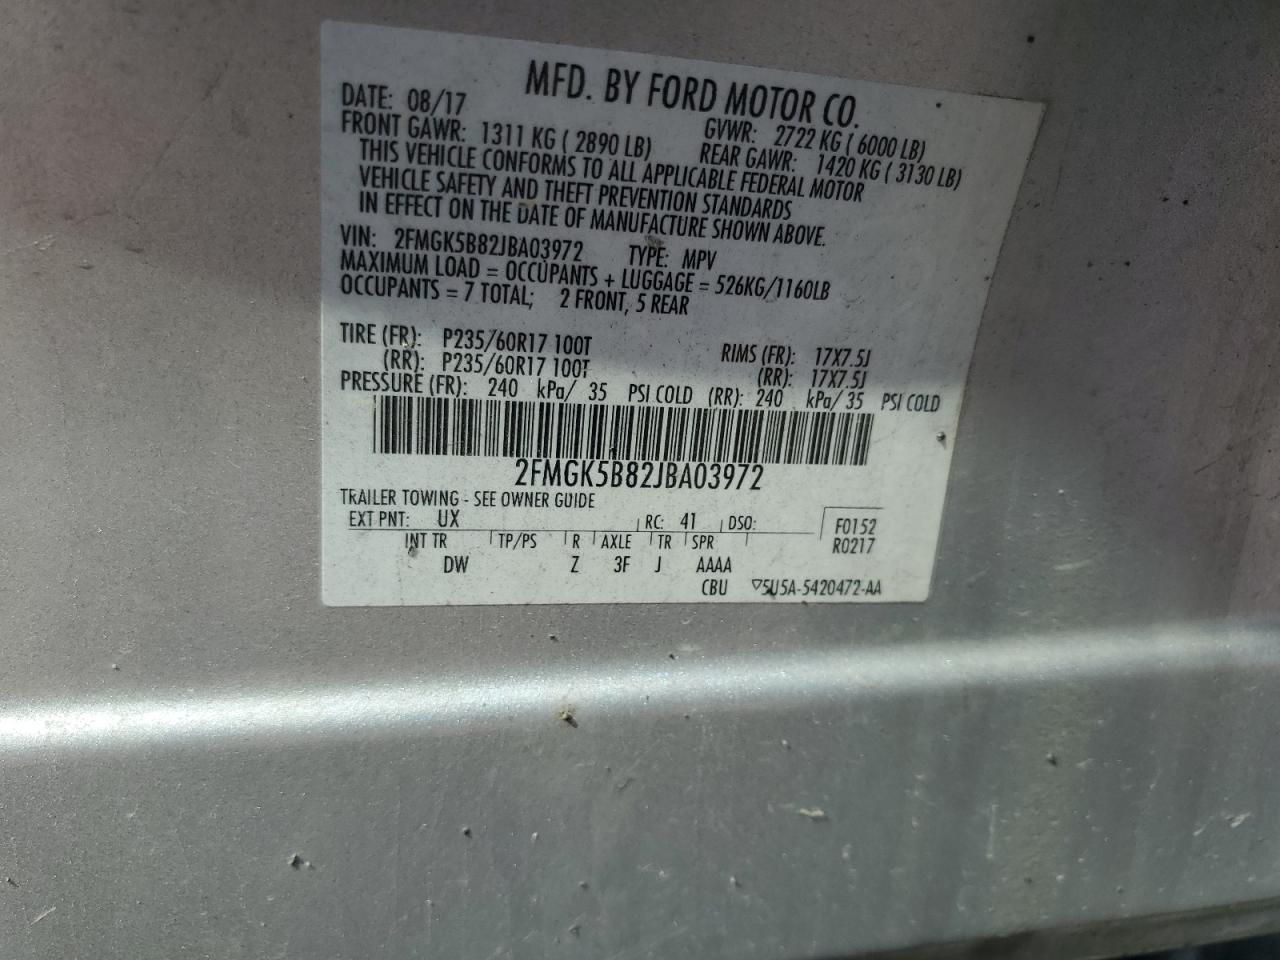 MFD. BY FORD MOTOR CO.
DATE: 08/17 GVWR: 2722 KG ( 6000 LB)
FRONT GAWR: 1311 KG ( 2890 LB) REAR GAWR: 1420 KG ( 3130 LB)
THIS VEHICLE CONFORMS TO ALL APPLICABLE FEDERAL MOTOR
VEHICLE SAFETY AND THEFT PREVENTION STANDARDS
IN EFFECT ON THE DATE OF MANUFACTURE SHOWN ABOVE.
VIN: 2FMGK5B82JBA03972 TYPE: MPV
MAXIMUM LOAD = OCCUPANTS + LUGGAGE = 526KG/1160LB
OCCUPANTS = 7 TOTAL; 2 FRONT, 5 REAR
TIRE (FR): P235/60R17 100T RIMS (FR): 17X7.5J
(RR): P235/60R17 100T (RR): 17X7.5J
PRESSURE (FR): 240 kPa/ 35 PSI COLD (RR): 240 kPa/ 35 PSI COLD
2FMGK5B82JBA03972
TRAILER TOWING - SEE OWNER GUIDE
EXT PNT: UX RC: 41 DSO: F0152
INT TR TP/PS R AXLE TR SPR R0217
DW Z 3F J AAAA
CBU ▽5U5A-5420472-AA